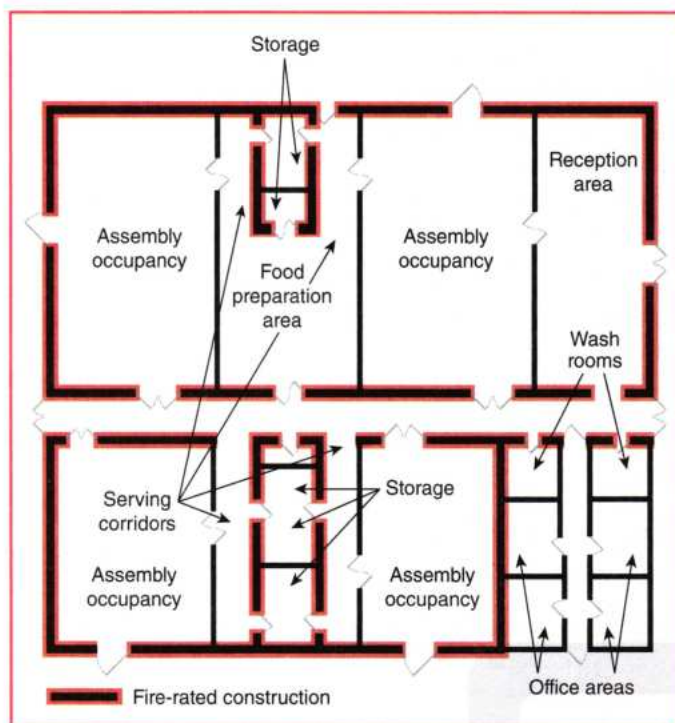 Storage
Reception
area
Assembly
occupancy
Assembly
occupancy
Food
preparation
area
Wash
rooms
Serving
corridors
Storage
Assembly
occupancy
Assembly
occupancy
Office areas
Fire-rated construction